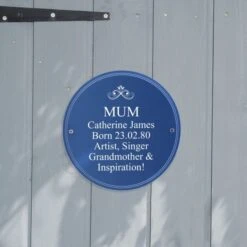 MUM
Catherine James
Born 23.02.80
Artist, Singer
Grandmother &
Inspiration!